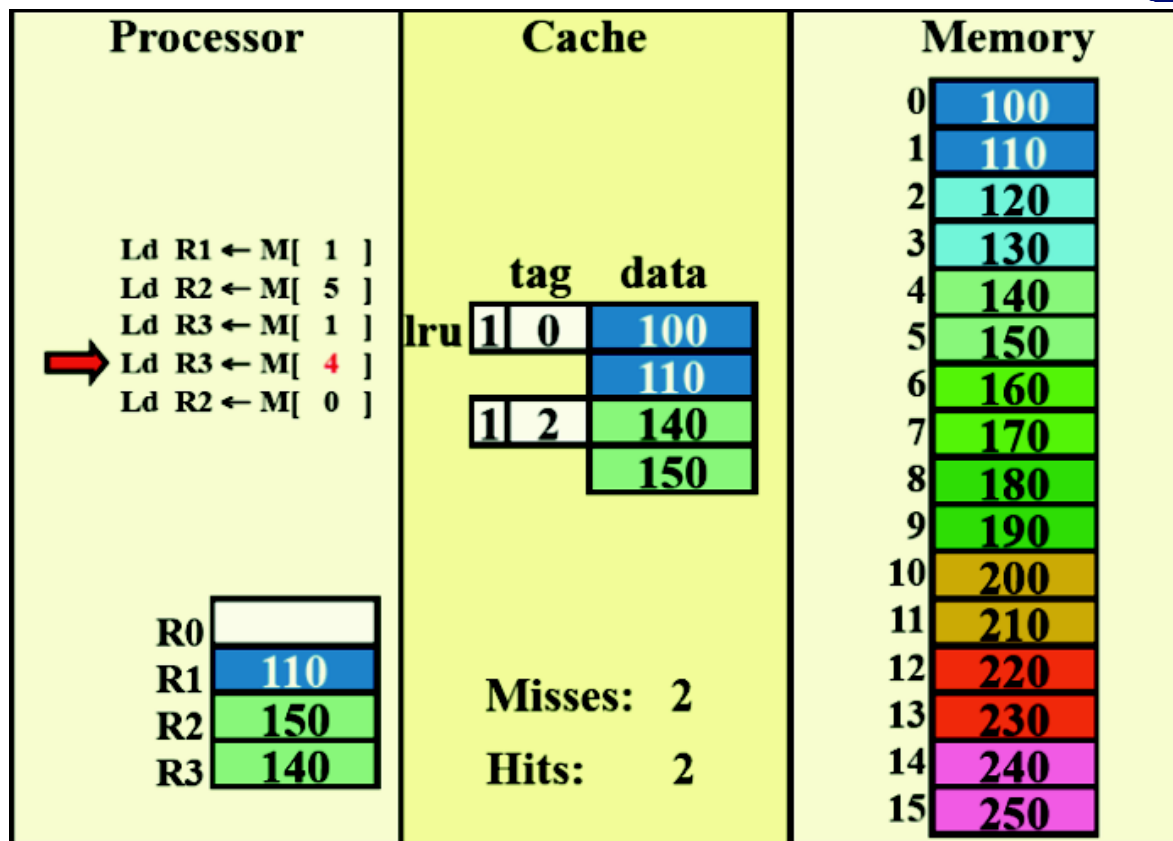 Processor
Ld R1 ← M[ 1 ]
Ld R2 ← M[ 5 ]
Ld R3 ← M[ 1 ]
Ld R3 ← M[ 4 ]
Ld R2 ← M[ 0 ]
R0
R1 110
R2 150
R3 140
Cache
tag data
lru 1 0 100
110
1 2 140
150
Misses: 2
Hits: 2
Memory
0 100
1 110
2 120
3 130
4 140
5 150
6 160
7 170
8 180
9 190
10 200
11 210
12 220
13 230
14 240
15 250